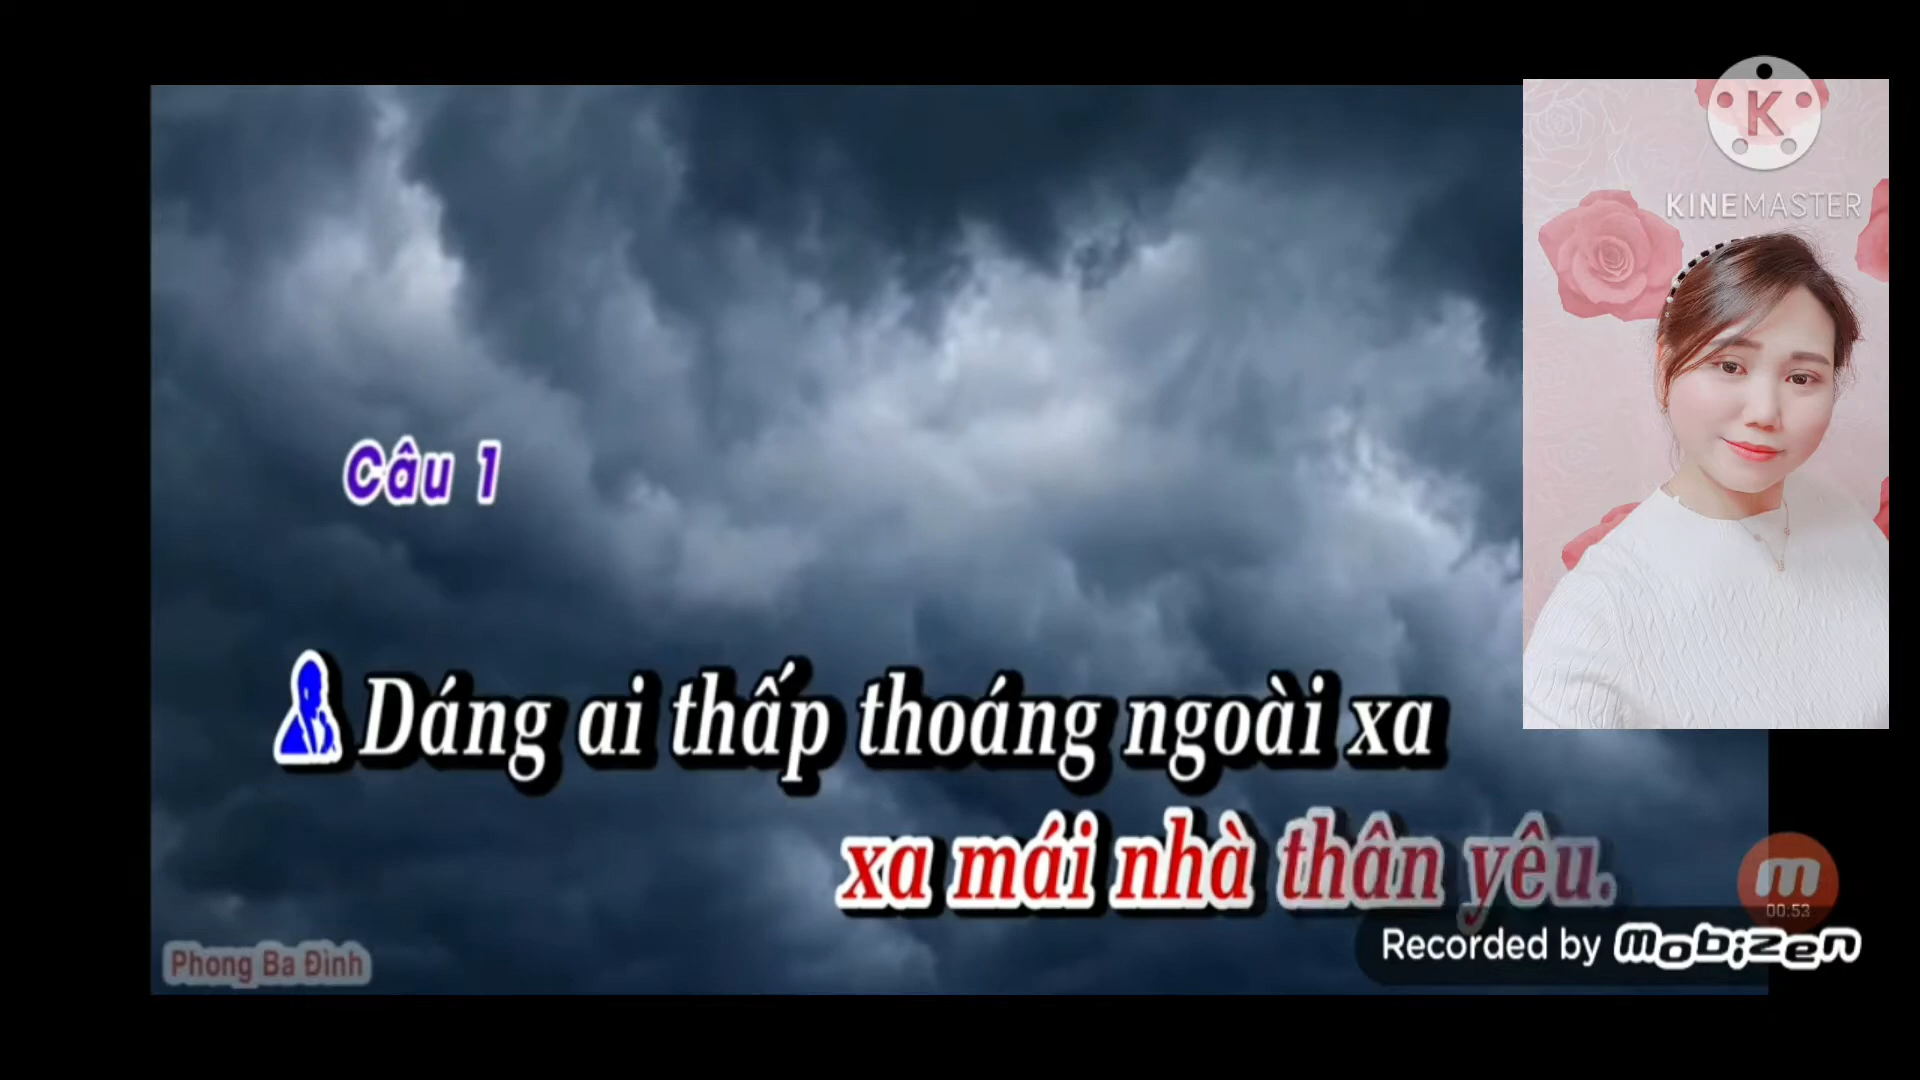 K
KINEMASTER
Câu 1
Dáng ai thấp thoáng ngoài xa
xa mái nhà thân yêu.
m
00:53
Recorded by mobizen
Phong Ba Đình